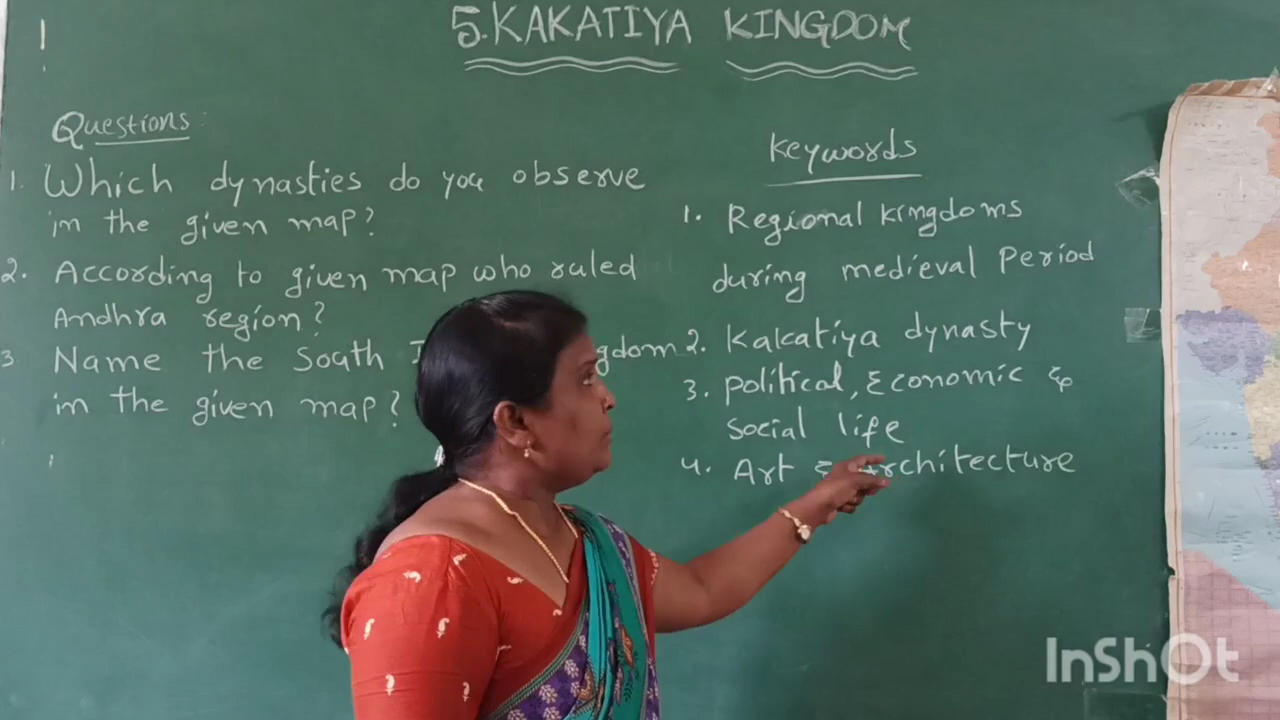 5. KAKATIYA KINGDOM
Questions:
1. Which dynasties do you observe
in the given map?
2. According to given map who ruled
Andhra region?
3 Name the South
in the given map?
Keywords
1. Regional kingdoms
during medieval Period
2. Kakatiya dynasty
3. Political, Economic &
Social life
4. Art & Architecture
InShOt